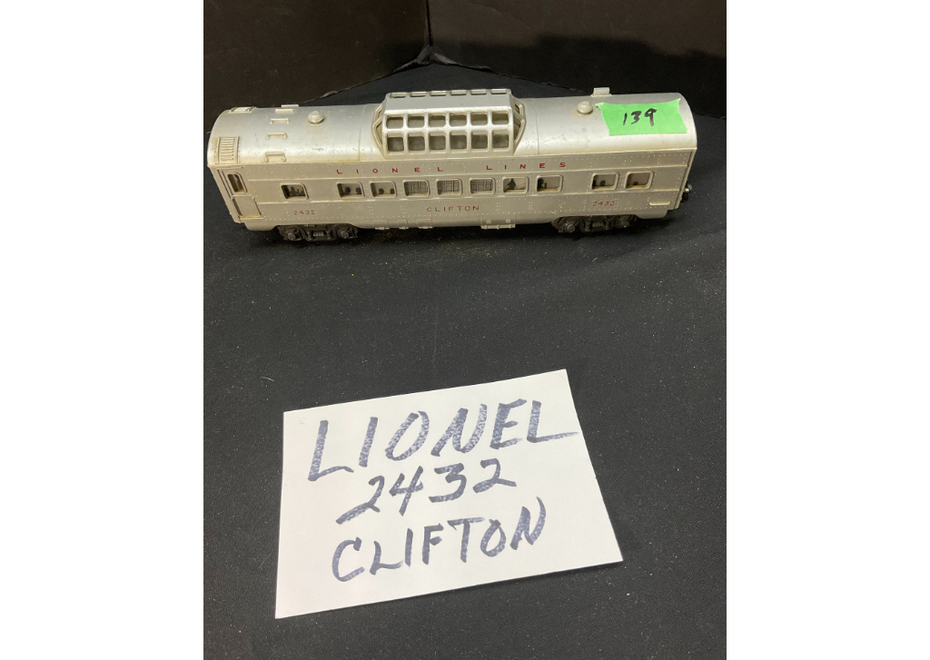 139
LIONEL LINES
2432 CLIFTON 2432
LIONEL
2432
CLIFTON